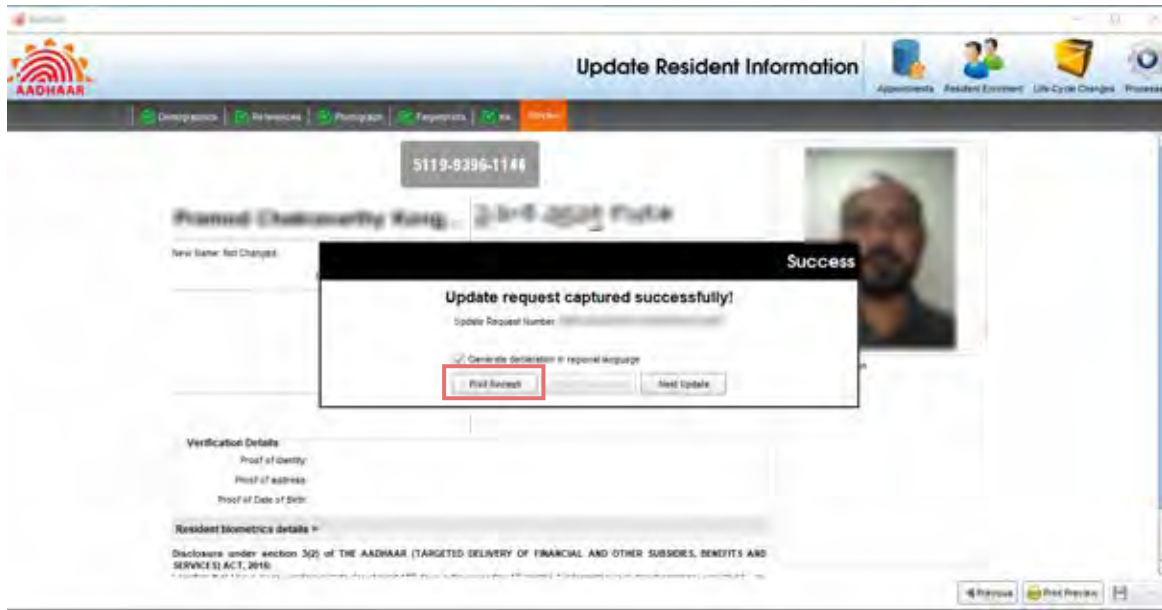 AADHAAR
Update Resident Information
Appointments
Resident Enrolment
Life Cycle Changes
Demographics
References
Photograph
Fingerprints
Iris
Review
5119-9396-1144
New Name: Not Changed
Success
Update request captured successfully!
Update Request Number
Generate declaration in regional language
Print Receipt
Next Update
Verification Details
Proof of Identity
Proof of address
Proof of Date of Birth
Resident biometrics details
Disclosure under section 3(2) of THE AADHAAR (TARGETED DELIVERY OF FINANCIAL AND OTHER SUBSIDIES, BENEFITS AND
SERVICES) ACT, 2016
Previous
Print Preview